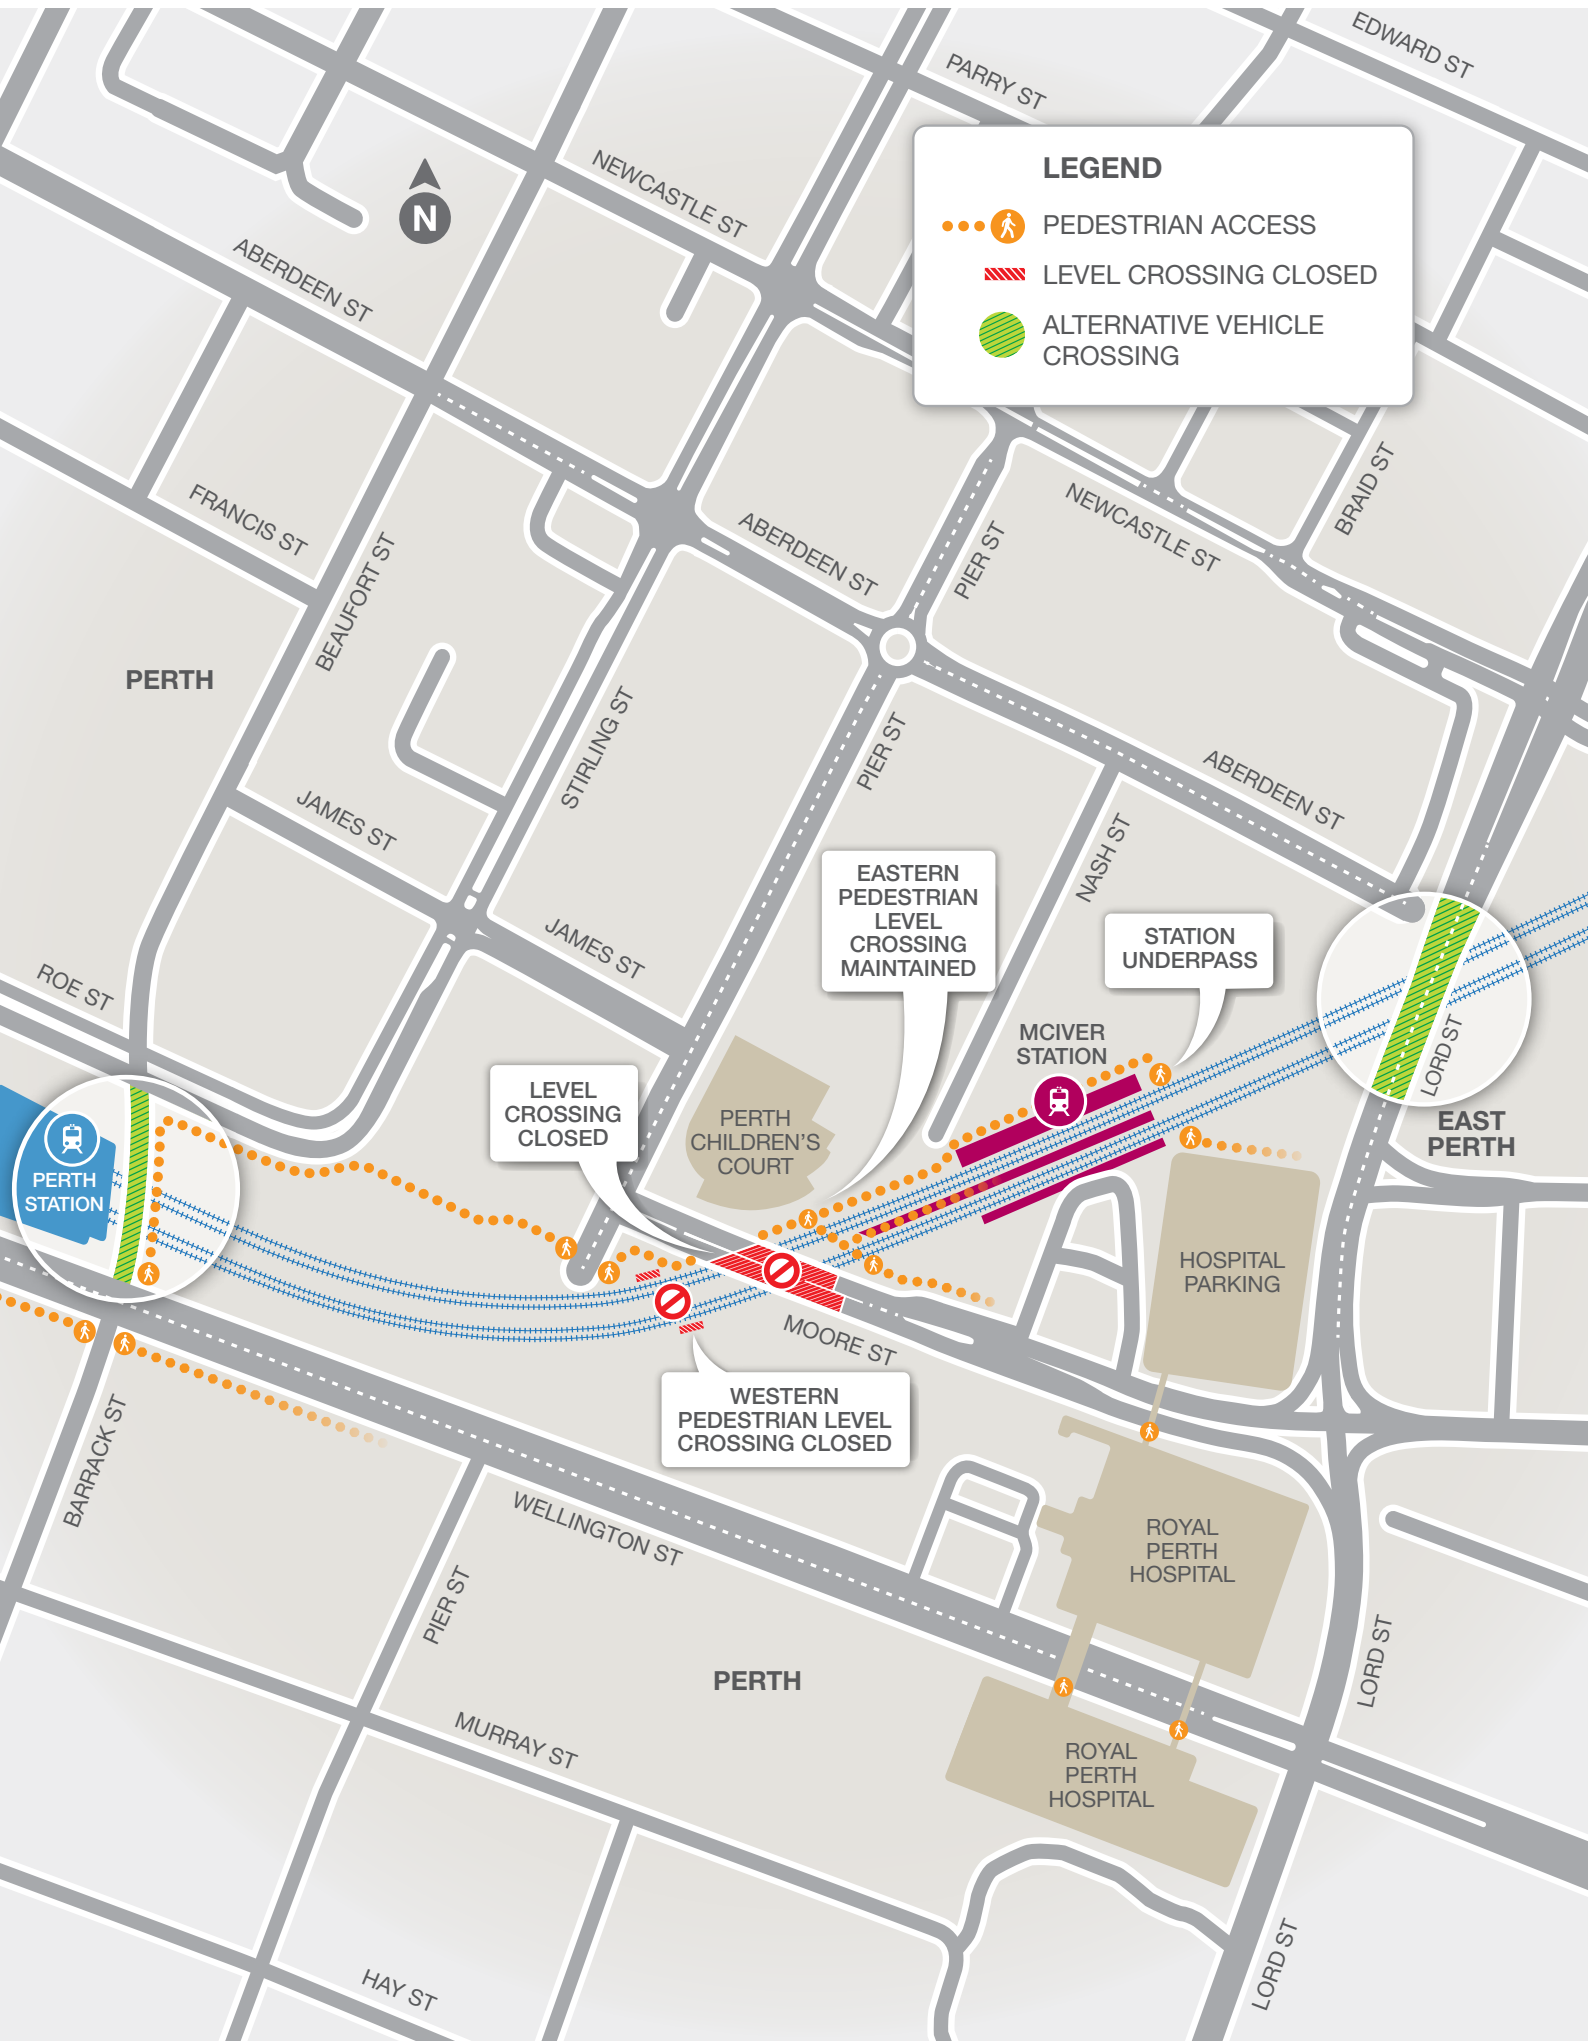 EDWARD ST
PARRY ST
LEGEND
PEDESTRIAN ACCESS
LEVEL CROSSING CLOSED
ALTERNATIVE VEHICLE
CROSSING
NEWCASTLE ST
N
ABERDEEN ST
FRANCIS ST
BEAUFORT ST
ABERDEEN ST
PIER ST
NEWCASTLE ST
BRAID ST
PERTH
STIRLING ST
PIER ST
ABERDEEN ST
JAMES ST
NASH ST
EASTERN
PEDESTRIAN
LEVEL
CROSSING
MAINTAINED
JAMES ST
STATION
UNDERPASS
ROE ST
MCIVER
STATION
LORD ST
LEVEL
CROSSING
CLOSED
PERTH
CHILDREN'S
COURT
EAST
PERTH
PERTH
STATION
HOSPITAL
PARKING
MOORE ST
WESTERN
PEDESTRIAN LEVEL
CROSSING CLOSED
BARRACK ST
WELLINGTON ST
PIER ST
ROYAL
PERTH
HOSPITAL
LORD ST
PERTH
MURRAY ST
ROYAL
PERTH
HOSPITAL
HAY ST
LORD ST